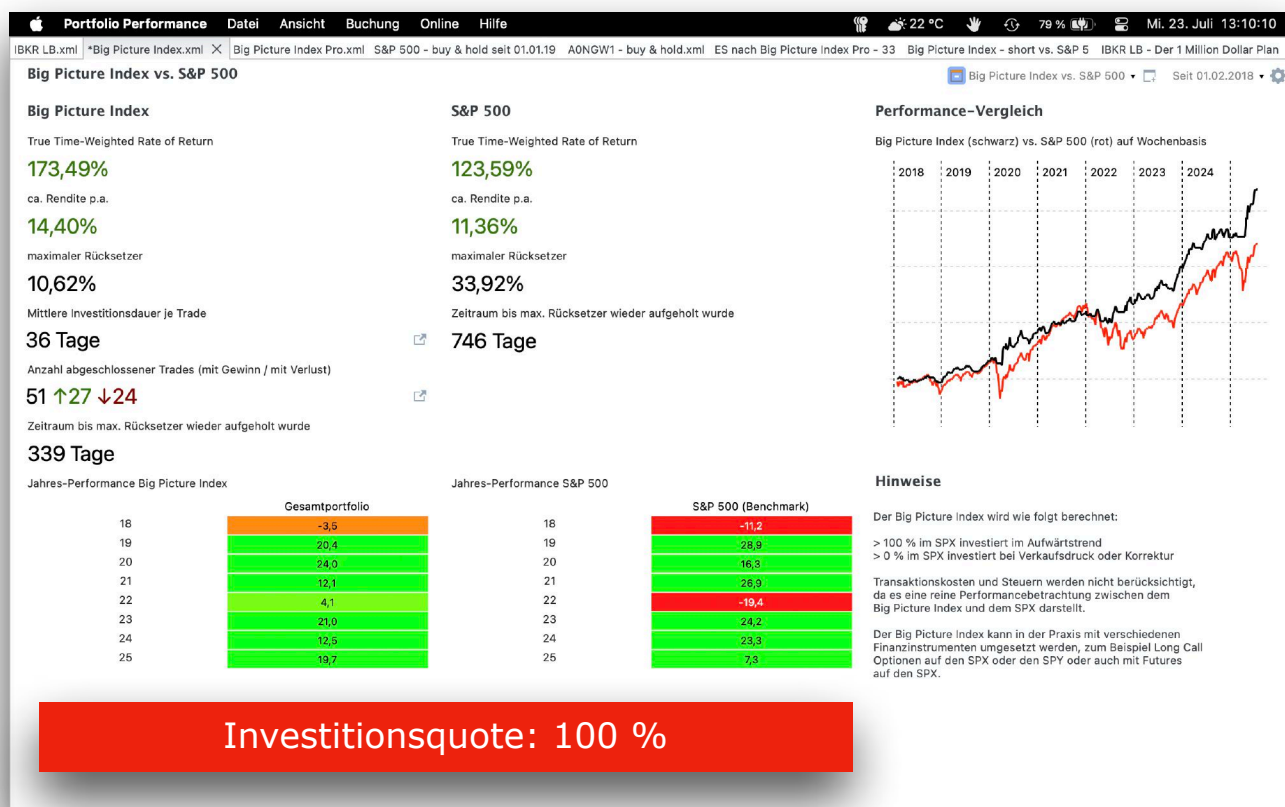 Portfolio Performance Datei Ansicht Buchung Online Hilfe 22 °C 79 % Mi. 23. Juli 13:10:10
IBKR LB.xml *Big Picture Index.xml Big Picture Index Pro.xml S&P 500 - buy & hold seit 01.01.19 A0NGW1 - buy & hold.xml ES nach Big Picture Index Pro - 33 Big Picture Index - short vs. S&P 5 IBKR LB - Der 1 Million Dollar Plan
Big Picture Index vs. S&P 500
Big Picture Index vs. S&P 500 Seit 01.02.2018
Big Picture Index
True Time-Weighted Rate of Return
173,49%
ca. Rendite p.a.
14,40%
maximaler Rücksetzer
10,62%
Mittlere Investitionsdauer je Trade
36 Tage
Anzahl abgeschlossener Trades (mit Gewinn / mit Verlust)
51 ↑27 ↓24
Zeitraum bis max. Rücksetzer wieder aufgeholt wurde
339 Tage
Jahres-Performance Big Picture Index
Gesamtportfolio
18 -3,5
19 20,4
20 24,0
21 12,1
22 4,1
23 21,0
24 12,5
25 19,7
S&P 500
True Time-Weighted Rate of Return
123,59%
ca. Rendite p.a.
11,36%
maximaler Rücksetzer
33,92%
Zeitraum bis max. Rücksetzer wieder aufgeholt wurde
746 Tage
Jahres-Performance S&P 500
S&P 500 (Benchmark)
18 -11,2
19 28,9
20 16,3
21 26,9
22 -19,4
23 24,2
24 23,3
25 7,3
Performance-Vergleich
Big Picture Index (schwarz) vs. S&P 500 (rot) auf Wochenbasis
2018 2019 2020 2021 2022 2023 2024
Hinweise
Der Big Picture Index wird wie folgt berechnet:
> 100 % im SPX investiert im Aufwärtstrend
> 0 % im SPX investiert bei Verkaufsdruck oder Korrektur
Transaktionskosten und Steuern werden nicht berücksichtigt,
da es eine reine Performancebetrachtung zwischen dem
Big Picture Index und dem SPX darstellt.
Der Big Picture Index kann in der Praxis mit verschiedenen
Finanzinstrumenten umgesetzt werden, zum Beispiel Long Call
Optionen auf den SPX oder den SPY oder auch mit Futures
auf den SPX.
Investitionsquote: 100 %